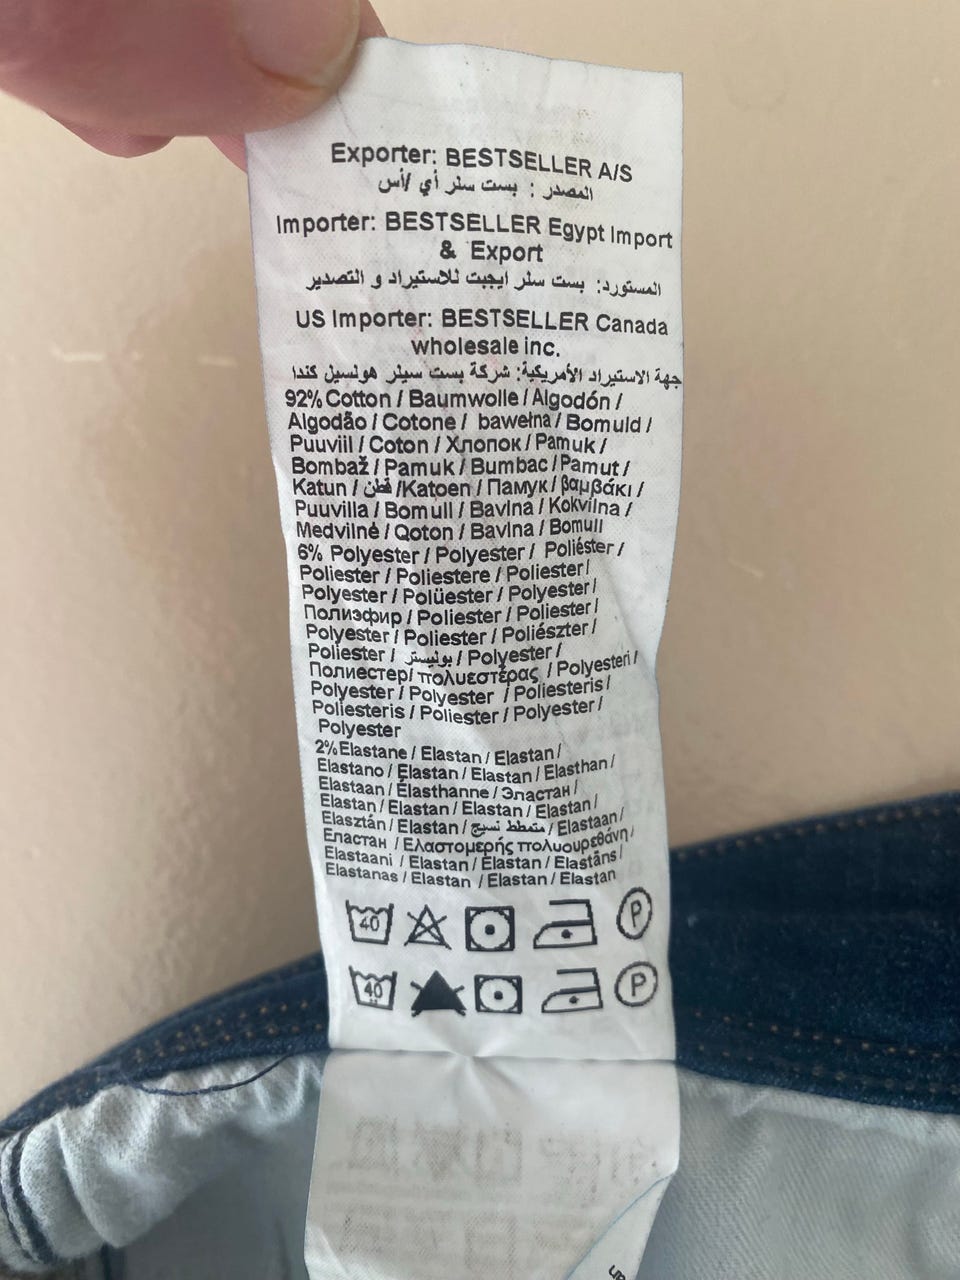 Exporter: BESTSELLER A/S
المصدر : بست سلر أي /أس
Importer: BESTSELLER Egypt Import
& Export
المستورد: بست سلر ايجبت للاستيراد و التصدير
US Importer: BESTSELLER Canada
wholesale inc.
جهة الاستيراد الأمريكية: شركة بست سيلر هولسيل كندا
92% Cotton / Baumwolle / Algodón /
Algodão / Cotone / bawełna / Bomuld /
Puuviil / Coton / Хлопок / Pamuk /
Bombaž / Pamuk / Bumbac / Pamut /
Katun / قطن /Katoen / Памук / βαμβάκι /
Puuvilla / Bomull / Bavlna / Kokvilna /
Medvilnė / Qoton / Bavlna / Bomull
6% Polyester / Polyester / Poliéster /
Poliester / Poliestere / Poliester /
Polyester / Polüester / Polyester /
Полиэфир / Poliester / Poliester /
Polyester / Poliester / Poliészter /
Poliester / بوليستر / Polyester /
Полиестер/ πολυεστέρας / Polyesteri /
Polyester / Polyester / Poliesteris /
Poliesteris / Poliester / Polyester /
Polyester
2% Elastane / Elastan / Elastan /
Elastano / Elastan / Elastan / Elasthan /
Elastaan / Élasthanne / Эластан /
Elastan / Elastan / Elastan / Elastan /
Elasztán / Elastan / متمطط نسيج / Elastaan /
Еластан / Ελαστομερής πολυουρεθάνη /
Elastaani / Elastan / Elastan / Elastāns /
Elastanas / Elastan / Elastan / Elastan
40 P
40 P